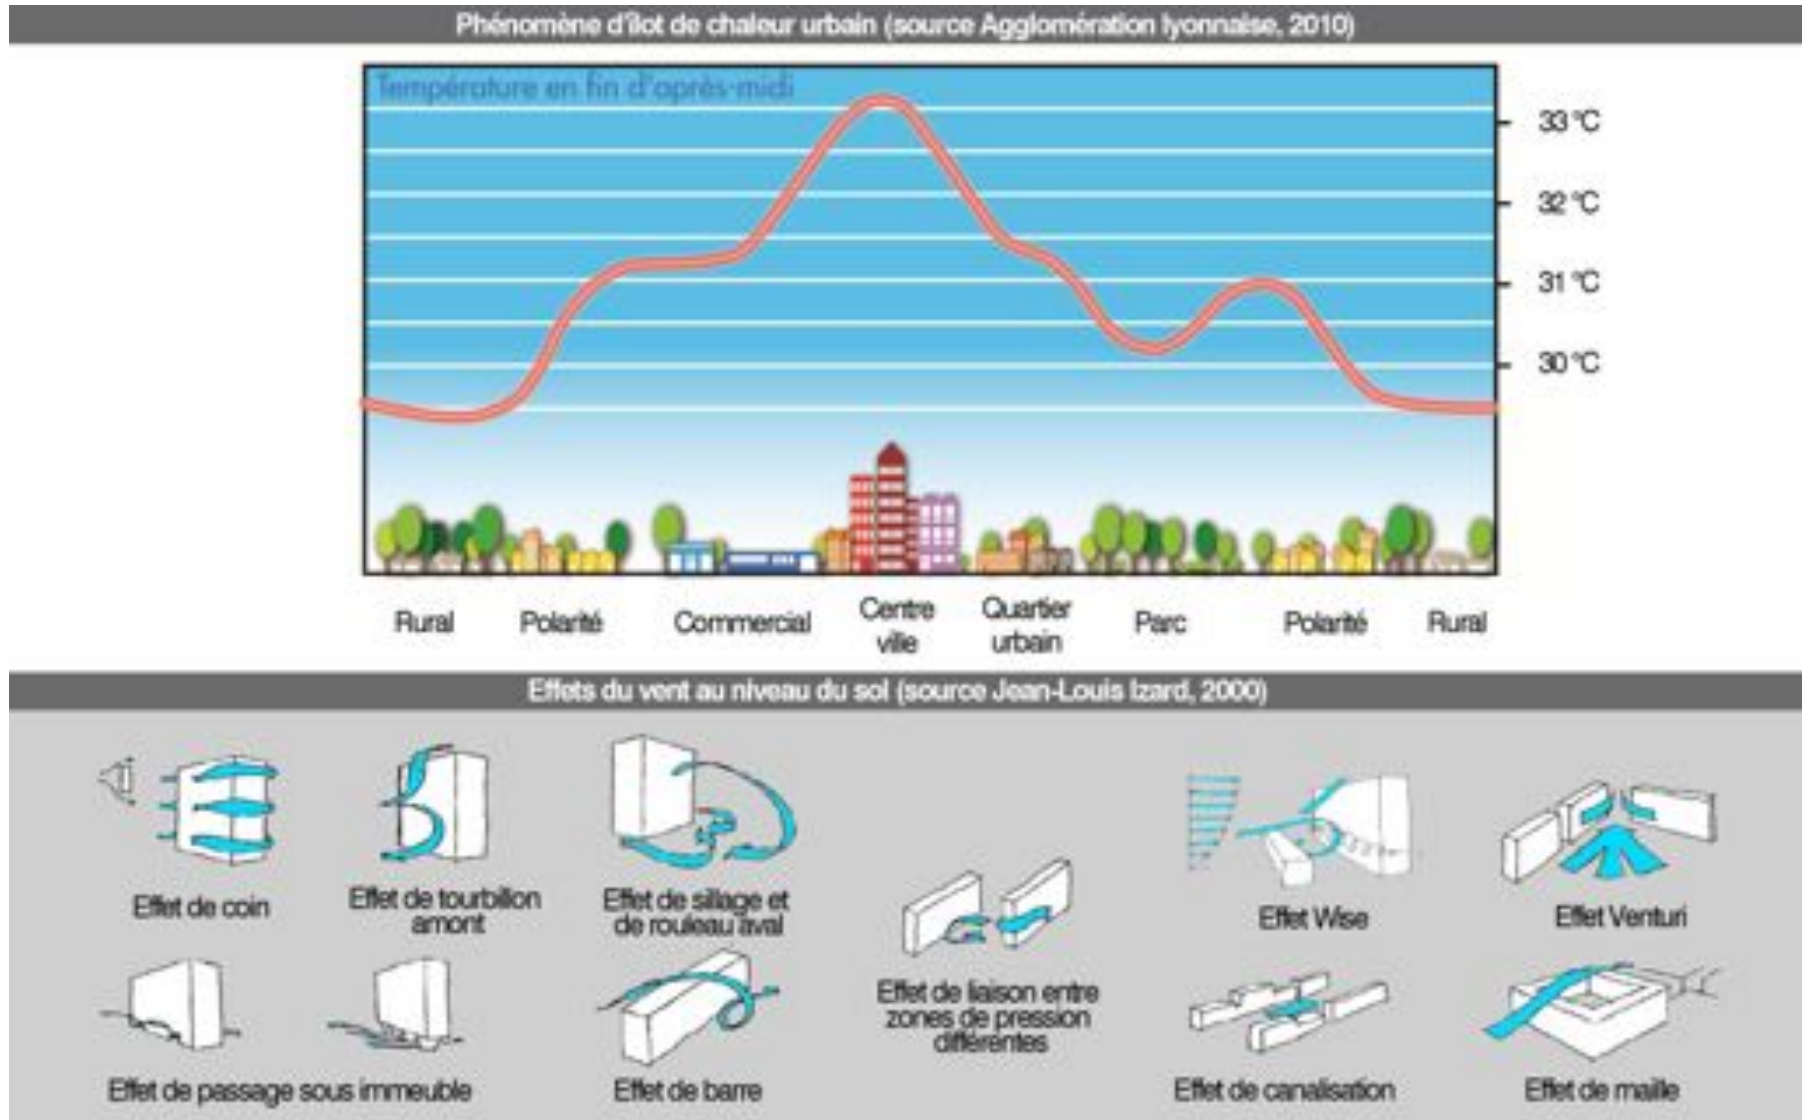 Phénomène d'îlot de chaleur urbain (source Agglomération lyonnaise, 2010)
Température en fin d'après-midi
33 °C
32 °C
31 °C
30 °C
Rural
Polarité
Commercial
Centre
ville
Quartier
urbain
Parc
Polarité
Rural
Effets du vent au niveau du sol (source Jean-Louis Izard, 2000)
Effet de coin
Effet de tourbillon
amont
Effet de sillage et
de rouleau aval
Effet de liaison entre
zones de pression
différentes
Effet Wise
Effet Venturi
Effet de passage sous immeuble
Effet de barre
Effet de canalisation
Effet de maille